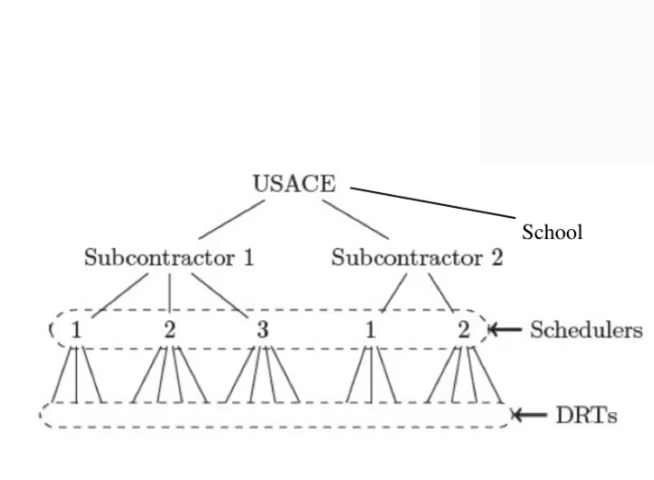 USACE
School
Subcontractor 1 Subcontractor 2
1 2 3 1 2 Schedulers
DRTs